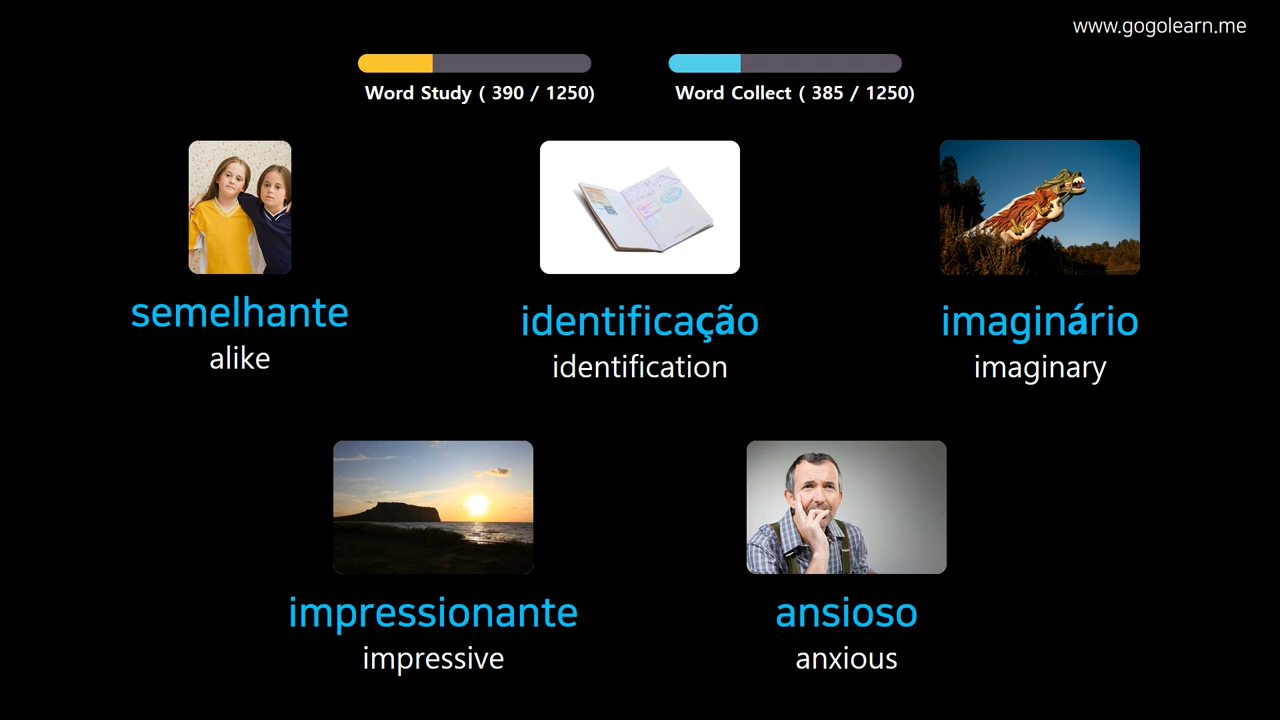 www.gogolearn.me
Word Study ( 390 / 1250)
Word Collect ( 385 / 1250)
semelhante
alike
identificação
identification
imaginário
imaginary
impressionante
impressive
ansioso
anxious